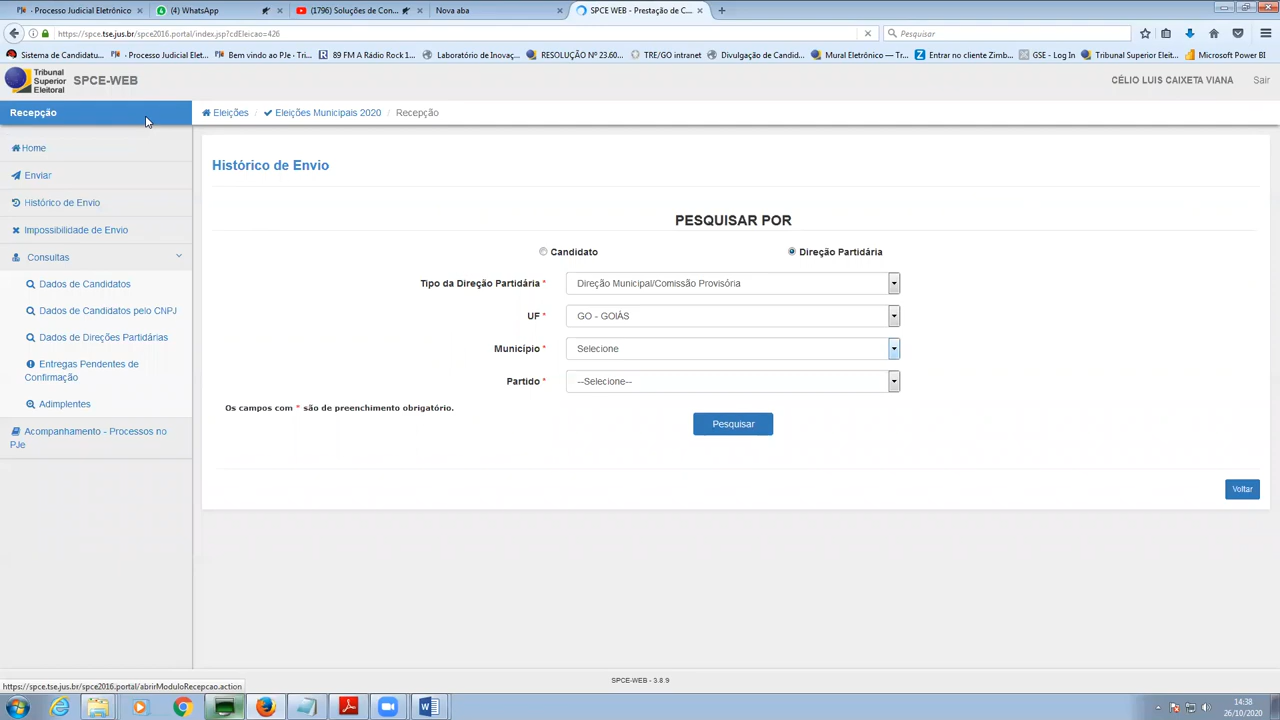 · Processo Judicial Eletrônico
(4) WhatsApp
(1796) Soluções de Con...
Nova aba
SPCE WEB - Prestação de C...
https://spce.tse.jus.br/spce2016.portal/index.jsp?cdEleicao=426
Pesquisar
Sistema de Candidatu...
· Processo Judicial Elet...
Bem vindo ao PJe - Tri...
89 FM A Rádio Rock 1...
Laboratório de Inovaç...
RESOLUÇÃO Nº 23.60...
TRE/GO intranet
Divulgação de Candid...
Mural Eletrônico — Tr...
Entrar no cliente Zimb...
GSE - Log In
Tribunal Superior Eleit...
Microsoft Power BI
Tribunal
Superior
Eleitoral
SPCE-WEB
CÉLIO LUIS CAIXETA VIANA
Sair
Recepção
Eleições / Eleições Municipais 2020 / Recepção
Home
Enviar
Histórico de Envio
Impossibilidade de Envio
Consultas
Dados de Candidatos
Dados de Candidatos pelo CNPJ
Dados de Direções Partidárias
Entregas Pendentes de
Confirmação
Adimplentes
Acompanhamento - Processos no
PJe
Histórico de Envio
PESQUISAR POR
Candidato
Direção Partidária
Tipo da Direção Partidária * Direção Municipal/Comissão Provisória
UF * GO - GOIÁS
Município * Selecione
Partido * --Selecione--
Os campos com * são de preenchimento obrigatório.
Pesquisar
Voltar
SPCE-WEB - 3.8.9
https://spce.tse.jus.br/spce2016.portal/abrirModuloRecepcao.action
14:38
26/10/2020